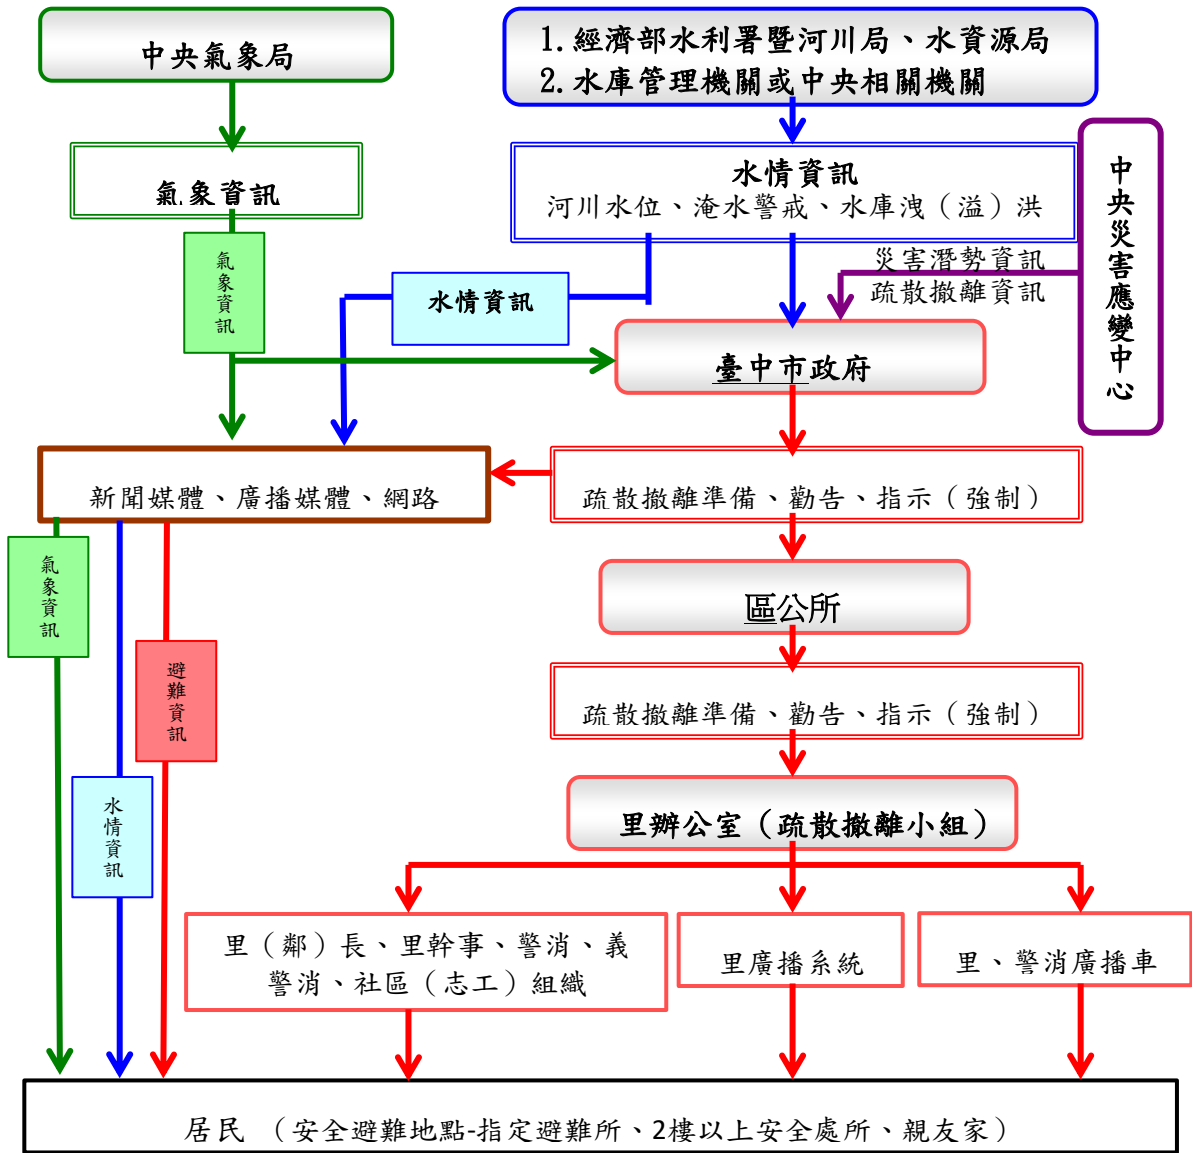 中央氣象局
1.經濟部水利署暨河川局、水資源局
2.水庫管理機關或中央相關機關
中央災害應變中心
氣象資訊
水情資訊
河川水位、淹水警戒、水庫洩（溢）洪
氣象資訊
水情資訊
災害潛勢資訊
疏散撤離資訊
臺中市政府
新聞媒體、廣播媒體、網路
疏散撤離準備、勸告、指示（強制）
氣象資訊
區公所
避難資訊
疏散撤離準備、勸告、指示（強制）
水情資訊
里辦公室（疏散撤離小組）
里（鄰）長、里幹事、警消、義
警消、社區（志工）組織
里廣播系統
里、警消廣播車
居民 （安全避難地點-指定避難所、2樓以上安全處所、親友家）